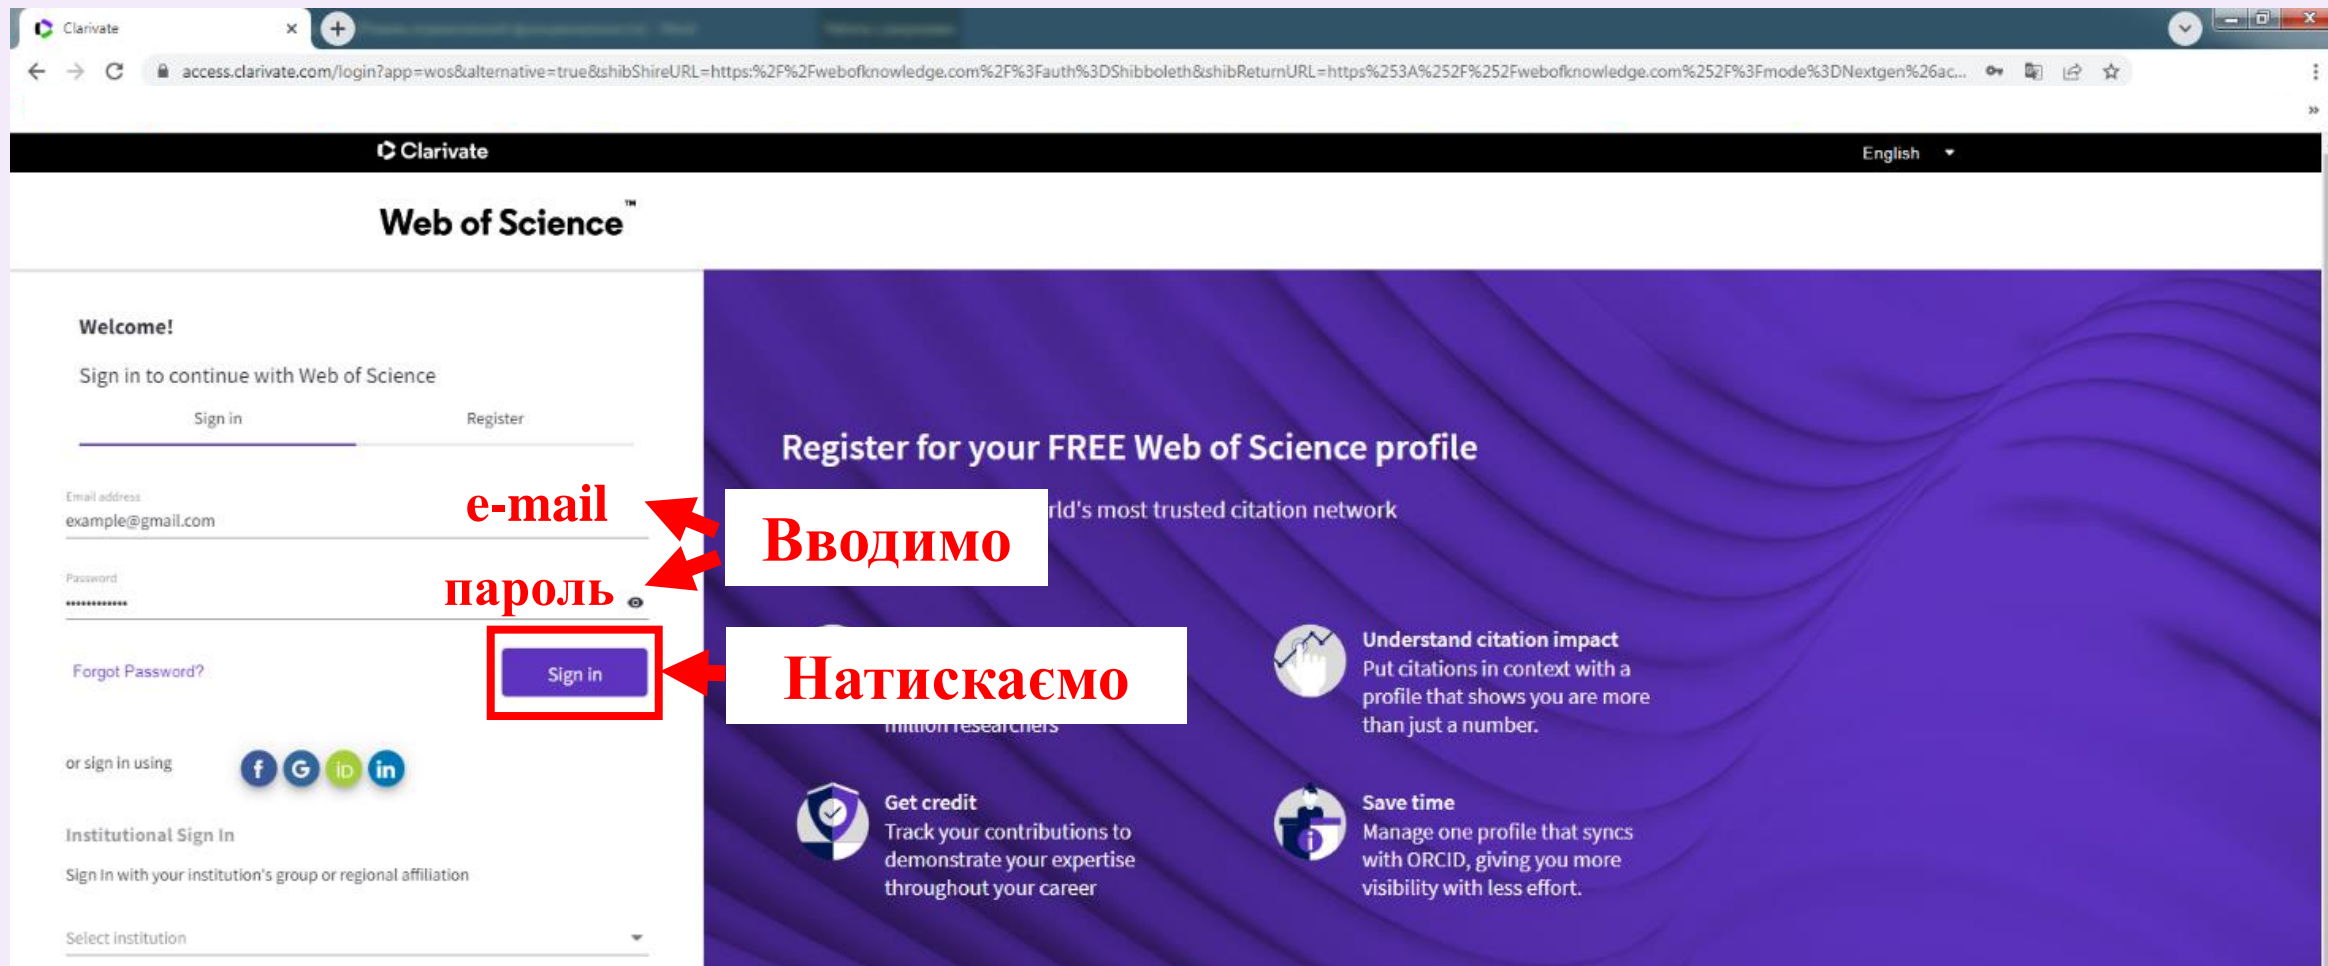 Clarivate
access.clarivate.com/login?app=wos&alternative=true&shibShireURL=https:%2F%2Fwebofknowledge.com%2F%3Fauth%3DShibboleth&shibReturnURL=https%253A%252F%252Fwebofknowledge.com%252F%3Fmode%3DNextgen%26ac...
Clarivate
English
Web of Science™
Welcome!
Sign in to continue with Web of Science
Sign in
Register
Email address
example@gmail.com
e-mail
Password
••••••••••••
пароль
Вводимо
Forgot Password?
Sign in
Натискаємо
or sign in using
f G iD in
Institutional Sign In
Sign In with your institution's group or regional affiliation
Select institution
Register for your FREE Web of Science profile
rld's most trusted citation network
million researchers
Understand citation impact
Put citations in context with a
profile that shows you are more
than just a number.
Get credit
Track your contributions to
demonstrate your expertise
throughout your career
Save time
Manage one profile that syncs
with ORCID, giving you more
visibility with less effort.